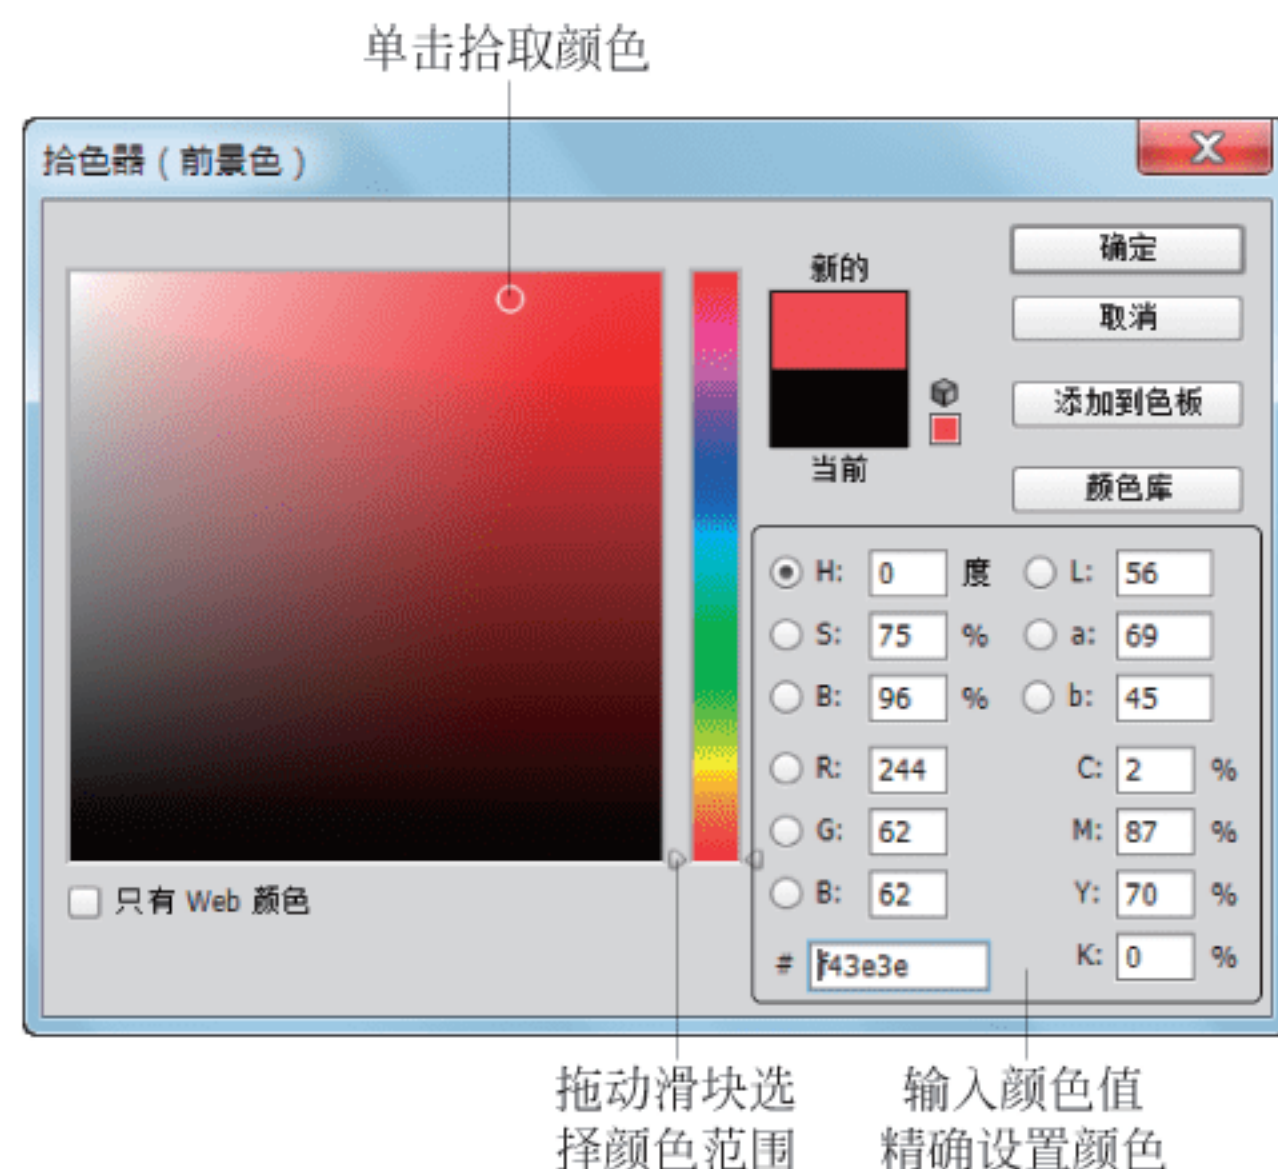 单击拾取颜色
拾色器 ( 前景色 )
新的
当前
确定
取消
添加到色板
颜色库
H: 0 度 L: 56
S: 75 % a: 69
B: 96 % b: 45
R: 244 C: 2 %
G: 62 M: 87 %
B: 62 Y: 70 %
# f43e3e K: 0 %
只有 Web 颜色
拖动滑块选
择颜色范围
输入颜色值
精确设置颜色